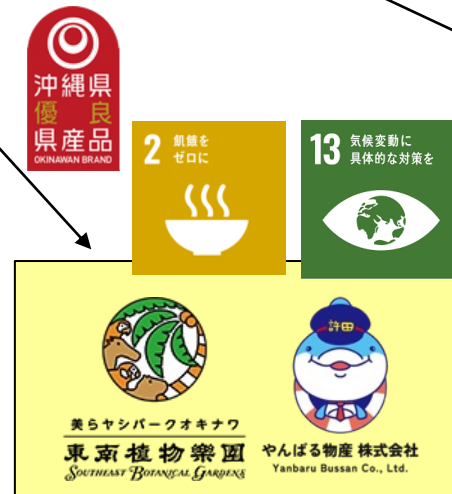 沖縄県
優良
県産品
OKINAWAN BRAND
2 飢餓を
ゼロに
13 気候変動に
具体的な対策を
許田
美らヤシパークオキナワ
東南植物樂園
SOUTHEAST BOTANICAL GARDENS
やんばる物産 株式会社
Yanbaru Bussan Co., Ltd.